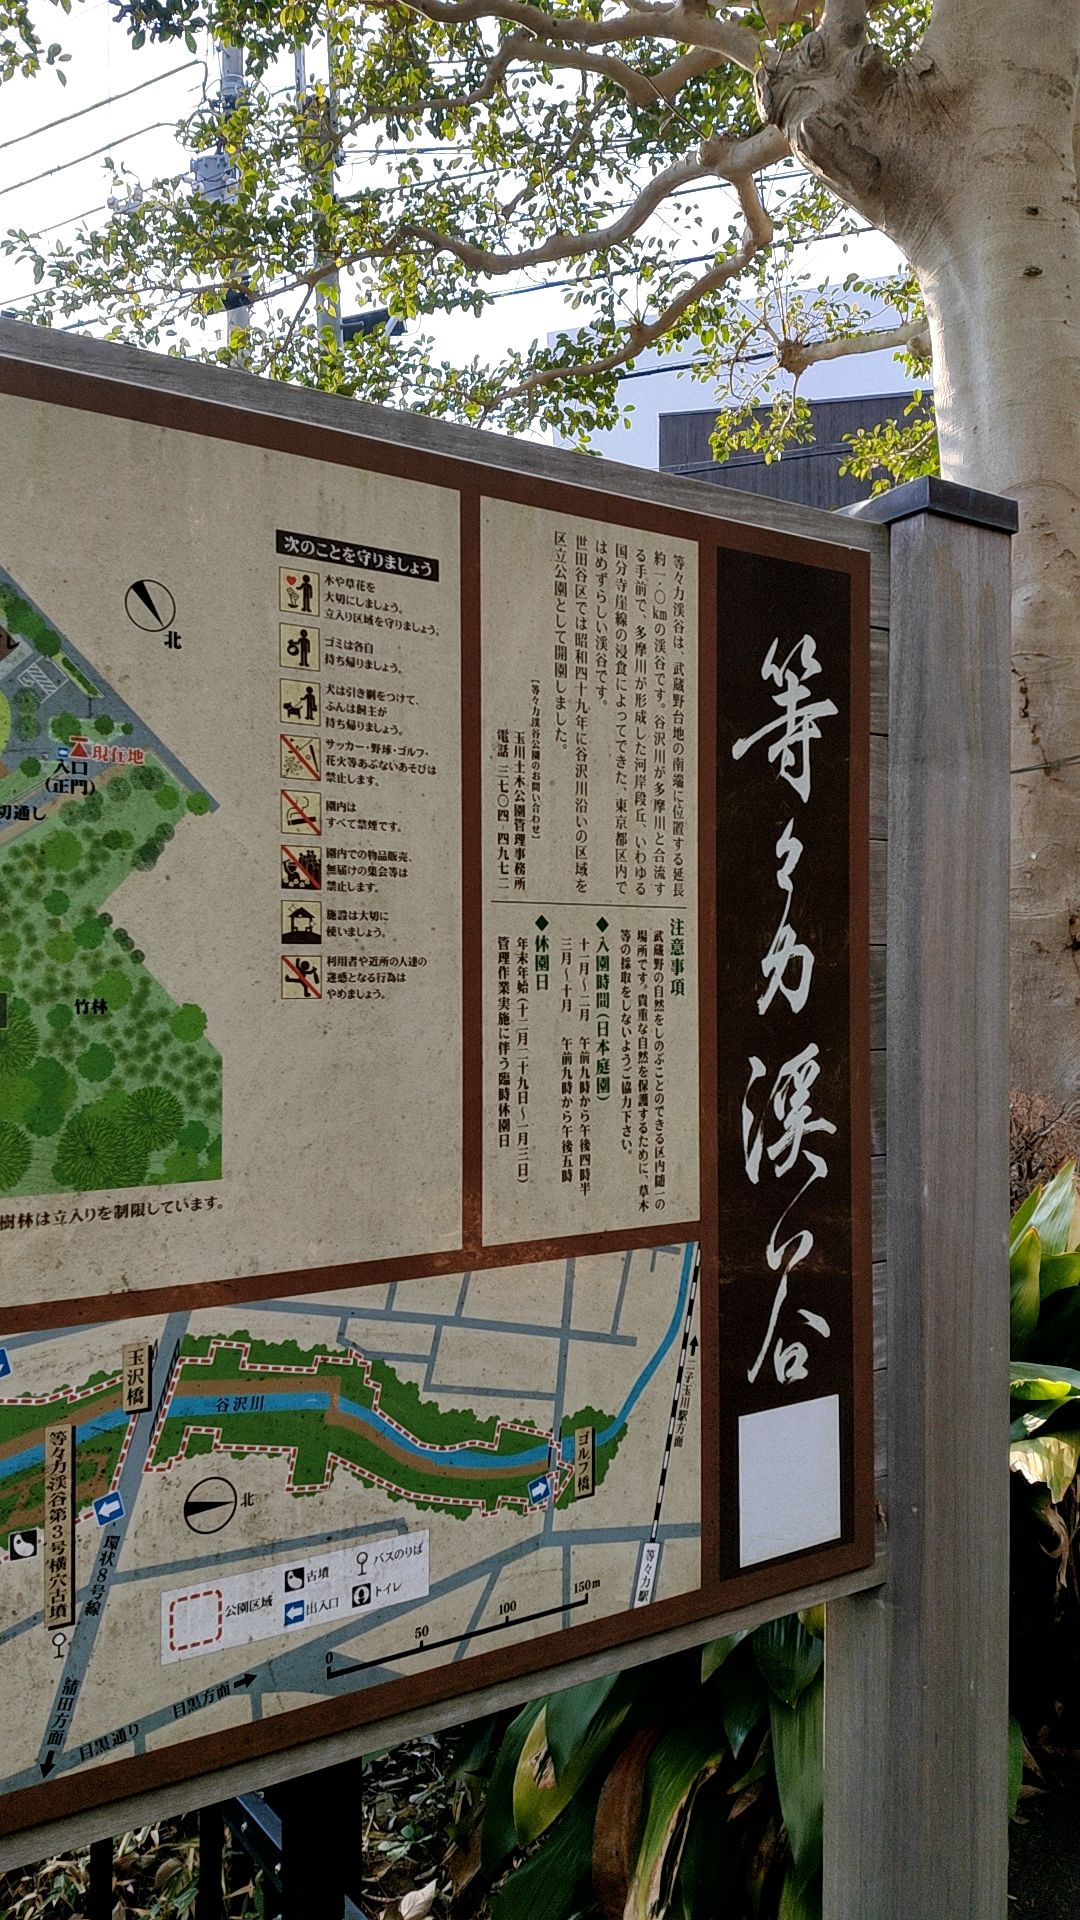 等々力渓谷
等々力渓谷は、武蔵野台地の南端に位置する延長
約一・〇kmの渓谷です。谷沢川が多摩川と合流す
る手前で、多摩川が形成した河岸段丘、いわゆる
国分寺崖線の浸食によってできた、東京都区内で
はめずらしい渓谷です。
世田谷区では昭和四十九年に谷沢川沿いの区域を
区立公園として開園しました。
【等々力渓谷公園のお問い合わせ】
玉川土木公園管理事務所
電話 三七〇四-四九七二
注意事項
武蔵野の自然をしのぶことのできる区内随一の
場所です。貴重な自然を保護するために、草木
等の採取をしないようご協力下さい。
◆入園時間(日本庭園)
十一月〜二月 午前九時から午後四時半
三月〜十月 午前九時から午後五時
◆休園日
年末年始(十二月二十九日〜一月三日)
管理作業実施に伴う臨時休園日
次のことを守りましょう
木や草花を
大切にしましょう。
立入り区域を守りましょう。
ゴミは各自
持ち帰りましょう。
犬は引き綱をつけて、
ふんは飼主が
持ち帰りましょう。
サッカー・野球・ゴルフ・
花火等あぶないあそびは
禁止します。
園内は
すべて禁煙です。
園内での物品販売、
無届けの集会等は
禁止します。
施設は大切に
使いましょう。
利用者や近所の人達の
迷惑となる行為は
やめましょう。
北
現在地
入口
(正門)
切通し
竹林
樹林は立入りを制限しています。
玉沢橋
谷沢川
等々力渓谷第3号横穴古墳
環状8号線
蒲田方面
目黒通り
目黒方面
北
ゴルフ橋
二子玉川駅方面
等々力駅
公園区域
古墳
バスのりば
出入口
トイレ
0
50
100
150m